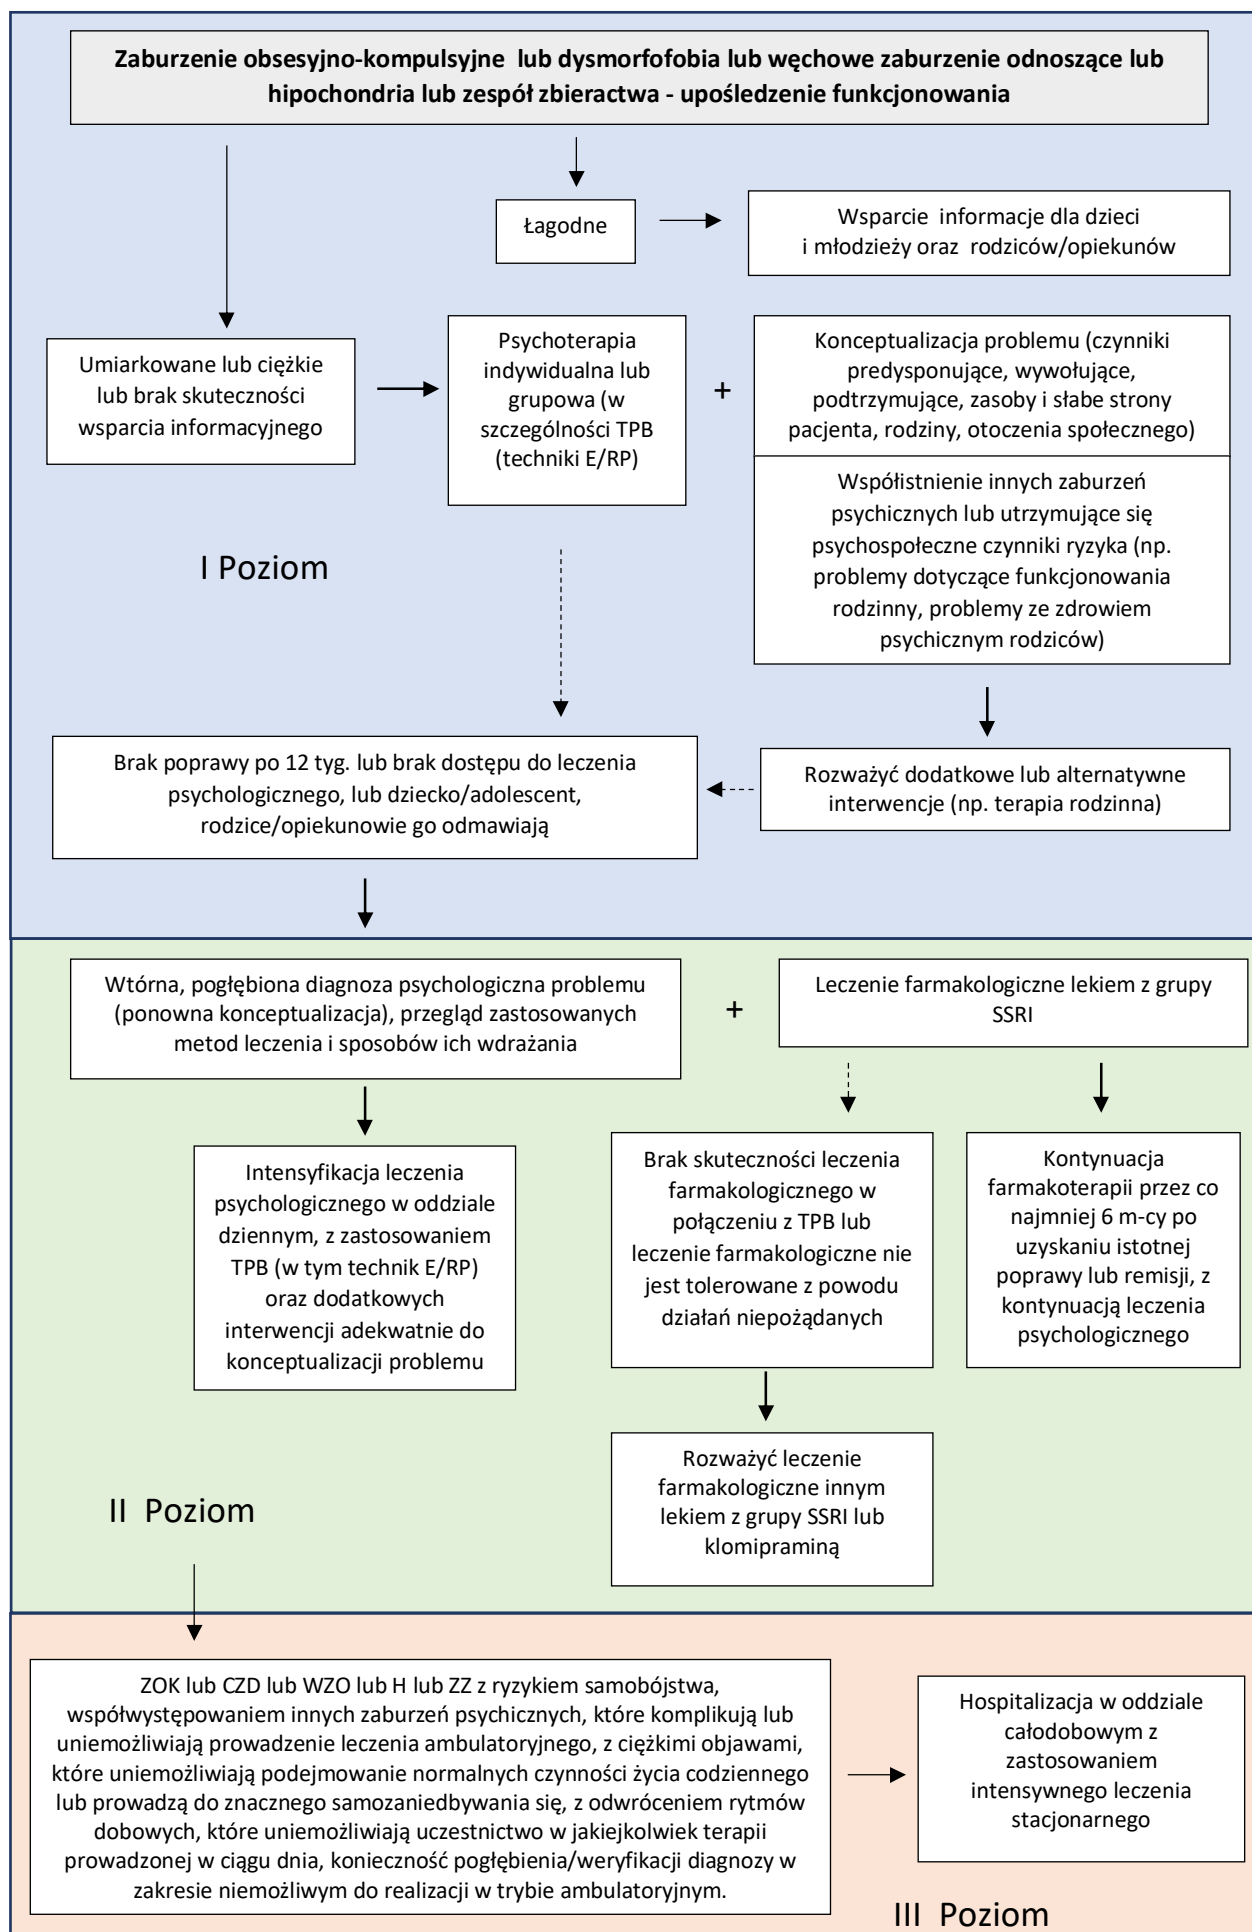 Zaburzenie obsesyjno-kompulsyjne lub dysmorfofobia lub węchowe zaburzenie odnoszące lub
hipochondria lub zespół zbieractwa - upośledzenie funkcjonowania
Łagodne
Wsparcie informacje dla dzieci
i młodzieży oraz rodziców/opiekunów
Umiarkowane lub ciężkie
lub brak skuteczności
wsparcia informacyjnego
Psychoterapia
indywidualna lub
grupowa (w
szczególności TPB
(techniki E/RP)
+
Konceptualizacja problemu (czynniki
predysponujące, wywołujące,
podtrzymujące, zasoby i słabe strony
pacjenta, rodziny, otoczenia społecznego)
Współistnienie innych zaburzeń
psychicznych lub utrzymujące się
psychospołeczne czynniki ryzyka (np.
problemy dotyczące funkcjonowania
rodzinny, problemy ze zdrowiem
psychicznym rodziców)
I Poziom
Brak poprawy po 12 tyg. lub brak dostępu do leczenia
psychologicznego, lub dziecko/adolescent,
rodzice/opiekunowie go odmawiają
Rozważyć dodatkowe lub alternatywne
interwencje (np. terapia rodzinna)
Wtórna, pogłębiona diagnoza psychologiczna problemu
(ponowna konceptualizacja), przegląd zastosowanych
metod leczenia i sposobów ich wdrażania
+
Leczenie farmakologiczne lekiem z grupy
SSRI
Intensyfikacja leczenia
psychologicznego w oddziale
dziennym, z zastosowaniem
TPB (w tym technik E/RP)
oraz dodatkowych
interwencji adekwatnie do
konceptualizacji problemu
Brak skuteczności leczenia
farmakologicznego w
połączeniu z TPB lub
leczenie farmakologiczne nie
jest tolerowane z powodu
działań niepożądanych
Kontynuacja
farmakoterapii przez co
najmniej 6 m-cy po
uzyskaniu istotnej
poprawy lub remisji, z
kontynuacją leczenia
psychologicznego
Rozważyć leczenie
farmakologiczne innym
lekiem z grupy SSRI lub
klomipraminą
II Poziom
ZOK lub CZD lub WZO lub H lub ZZ z ryzykiem samobójstwa,
współwystępowaniem innych zaburzeń psychicznych, które komplikują lub
uniemożliwiają prowadzenie leczenia ambulatoryjnego, z ciężkimi objawami,
które uniemożliwiają podejmowanie normalnych czynności życia codziennego
lub prowadzą do znacznego samozaniedbywania się, z odwróceniem rytmów
dobowych, które uniemożliwiają uczestnictwo w jakiejkolwiek terapii
prowadzonej w ciągu dnia, konieczność pogłębienia/weryfikacji diagnozy w
zakresie niemożliwym do realizacji w trybie ambulatoryjnym.
Hospitalizacja w oddziale
całodobowym z
zastosowaniem
intensywnego leczenia
stacjonarnego
III Poziom